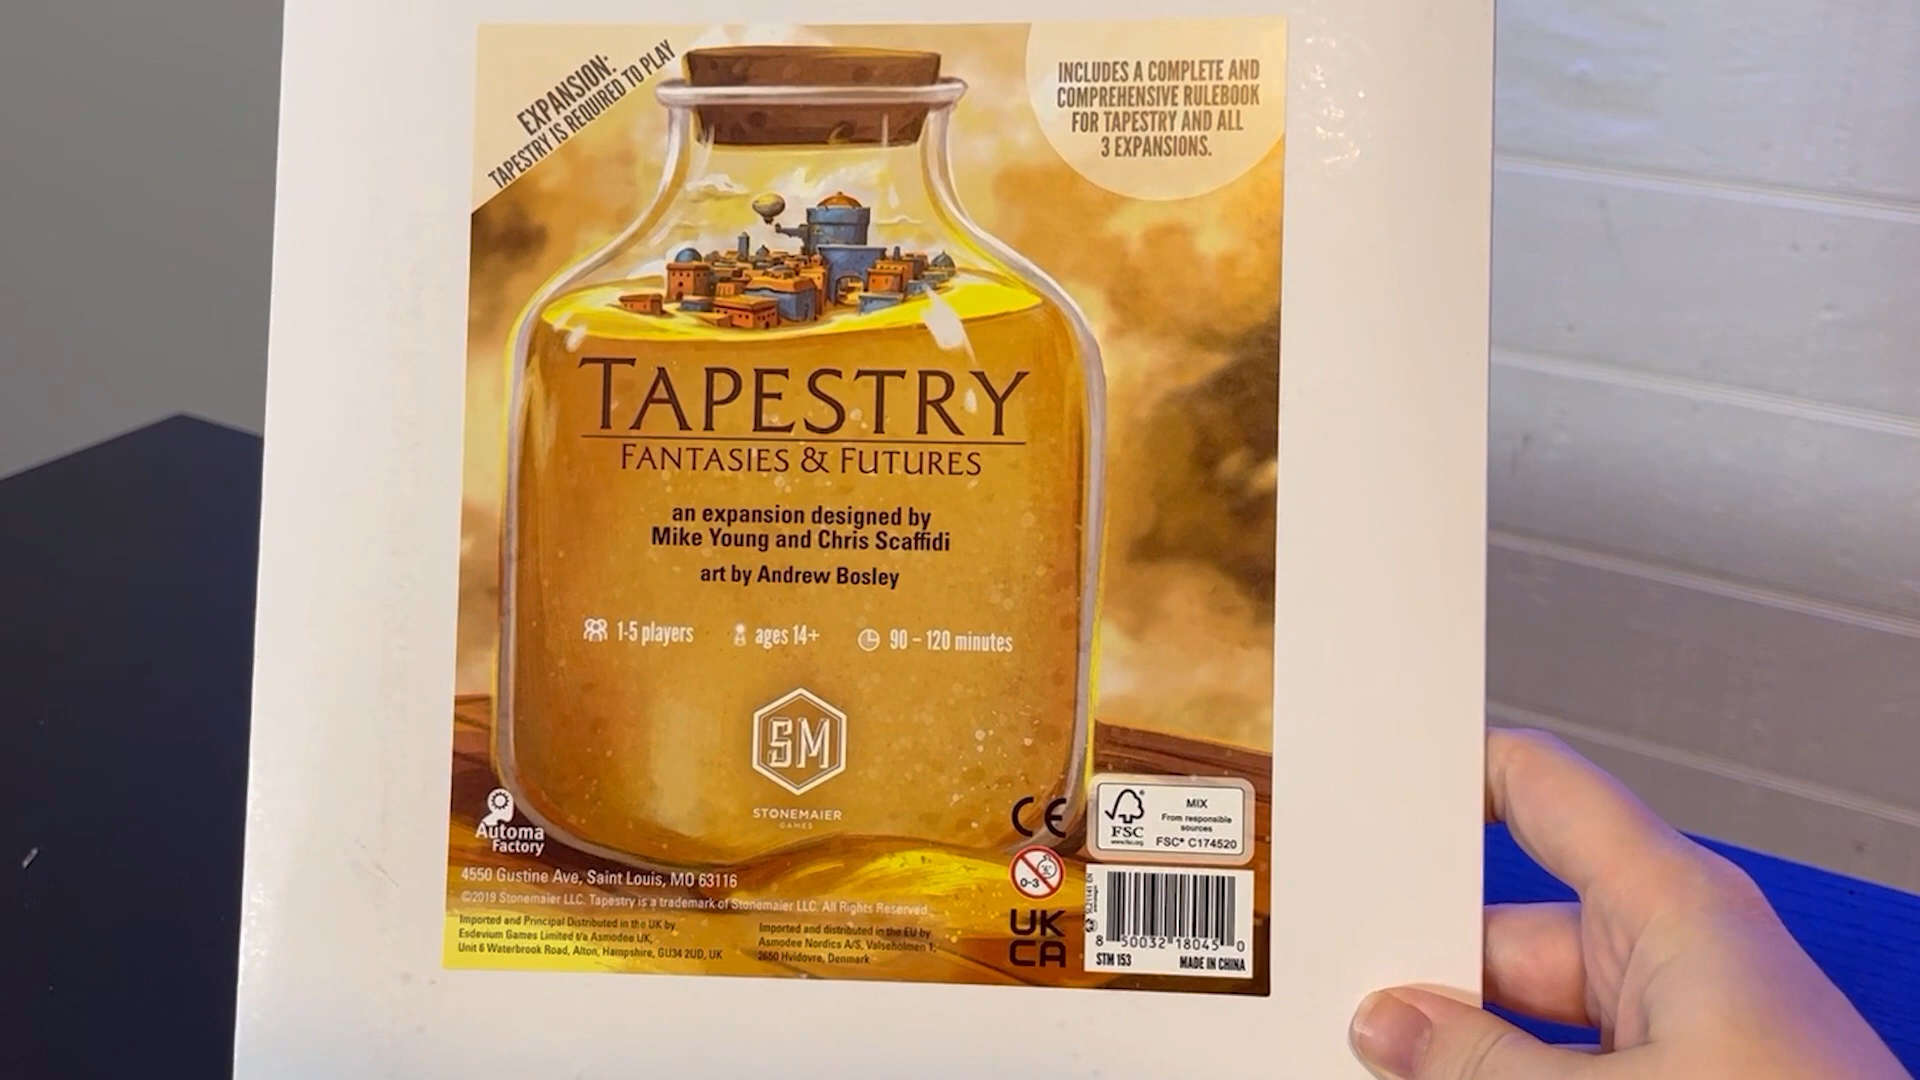 EXPANSION:
TAPESTRY IS REQUIRED TO PLAY
INCLUDES A COMPLETE AND
COMPREHENSIVE RULEBOOK
FOR TAPESTRY AND ALL
3 EXPANSIONS.
TAPESTRY
FANTASIES & FUTURES
an expansion designed by
Mike Young and Chris Scaffidi
art by Andrew Bosley
1-5 players
ages 14+
90 – 120 minutes
SM
STONEMAIER
GAMES
Automa
Factory
4550 Gustine Ave, Saint Louis, MO 63116
©2019 Stonemaier LLC. Tapestry is a trademark of Stonemaier LLC. All Rights Reserved.
Imported and Principal Distributed in the UK by
Esdevium Games Limited t/a Asmodee UK,
Unit 6 Waterbrook Road, Alton, Hampshire, GU34 2UD, UK
Imported and distributed in the EU by
Asmodee Nordics A/S, Valseholmen 1,
2650 Hvidovre, Denmark
CE
0-3
UK
CA
FSC
www.fsc.org
MIX
From responsible
sources
FSC® C174520
8 50032 18045 0
STM 153
MADE IN CHINA